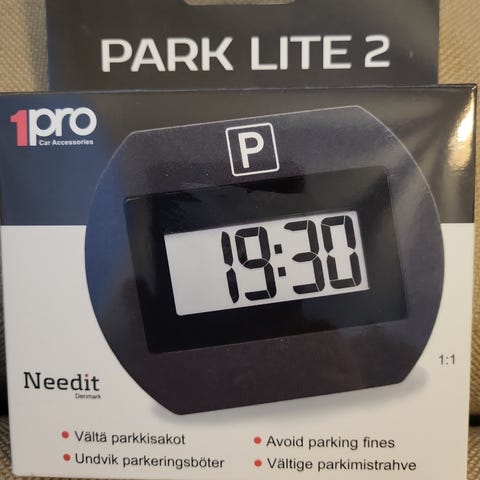 PARK LITE 2
1pro
Car Accessories
P
19:30
1:1
Needit
Denmark
• Vältä parkkisakot
• Undvik parkeringsböter
• Avoid parking fines
• Vältige parkimistrahve